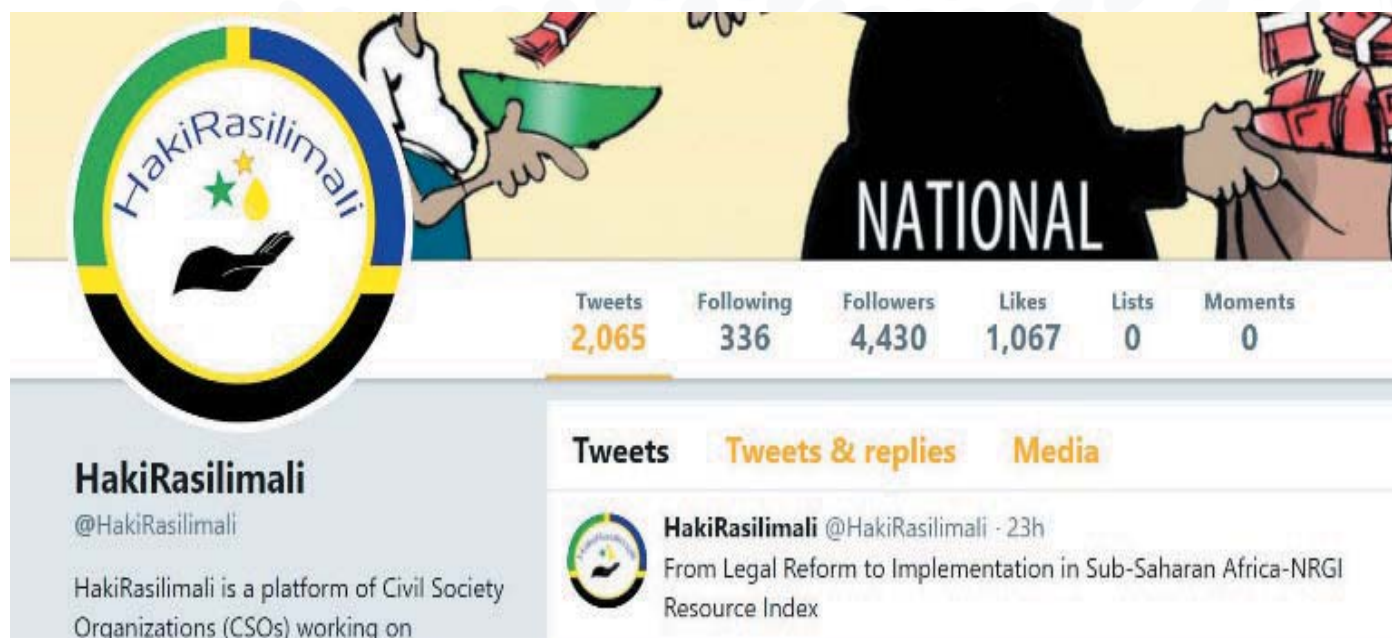 HakiRasilimali
NATIONAL
Tweets
2,065
Following
336
Followers
4,430
Likes
1,067
Lists
0
Moments
0
HakiRasilimali
@HakiRasilimali
HakiRasilimali is a platform of Civil Society
Organizations (CSOs) working on
Tweets Tweets & replies Media
HakiRasilimali @HakiRasilimali · 23h
From Legal Reform to Implementation in Sub-Saharan Africa-NRGI
Resource Index